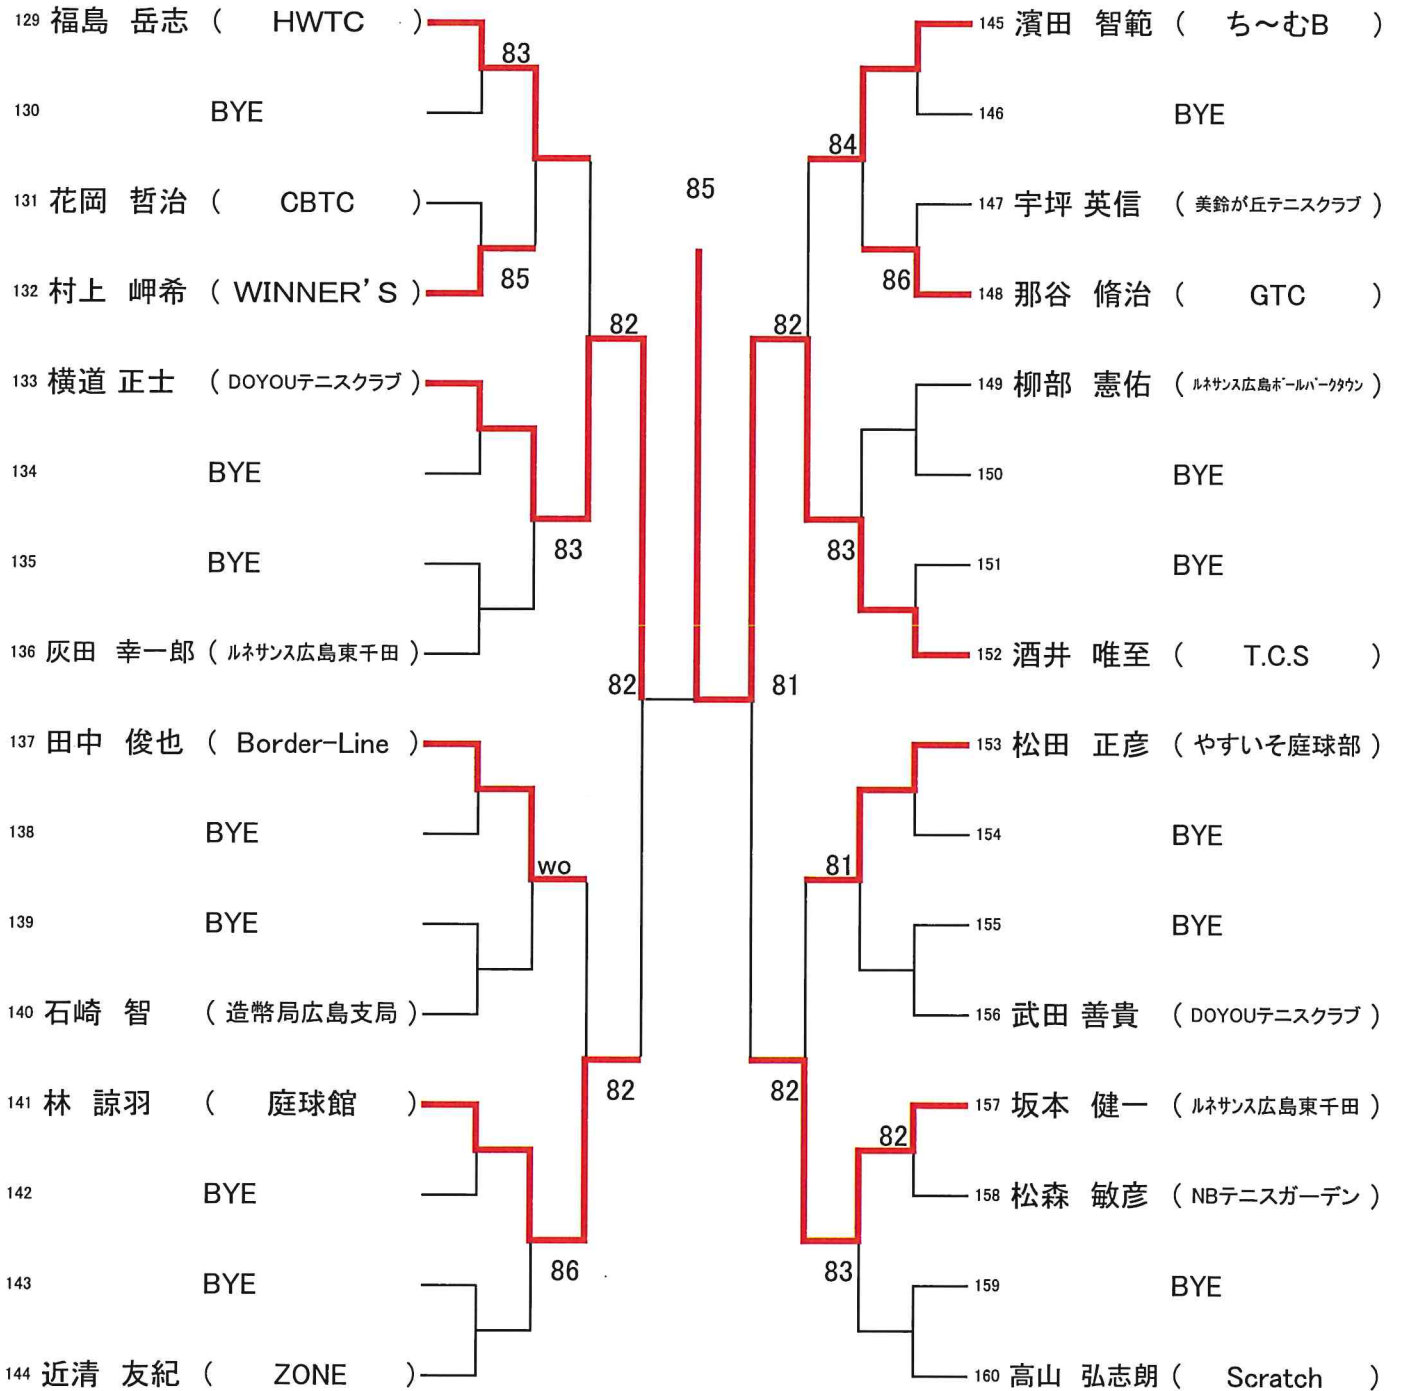 129 福島 岳志 ( HWTC )
83
130 BYE
131 花岡 哲治 ( CBTC )
85
132 村上 岬希 ( WINNER'S )
82
133 横道 正士 ( DOYOUテニスクラブ )
134 BYE
83
135 BYE
136 灰田 幸一郎 ( ルネサンス広島東千田 )
82
137 田中 俊也 ( Border-Line )
138 BYE
wo
139 BYE
140 石崎 智 ( 造幣局広島支局 )
82
141 林 諒羽 ( 庭球館 )
142 BYE
86
143 BYE
144 近清 友紀 ( ZONE )
85
145 濱田 智範 ( ち～むB )
146 BYE
84
147 宇坪 英信 ( 美鈴が丘テニスクラブ )
86
148 那谷 脩治 ( GTC )
82
149 柳部 憲佑 ( ルネサンス広島ボールパークタウン )
150 BYE
83
151 BYE
152 酒井 唯至 ( T.C.S )
81
153 松田 正彦 ( やすいそ庭球部 )
154 BYE
81
155 BYE
156 武田 善貴 ( DOYOUテニスクラブ )
82
157 坂本 健一 ( ルネサンス広島東千田 )
82
158 松森 敏彦 ( NBテニスガーデン )
83
159 BYE
160 高山 弘志朗 ( Scratch )